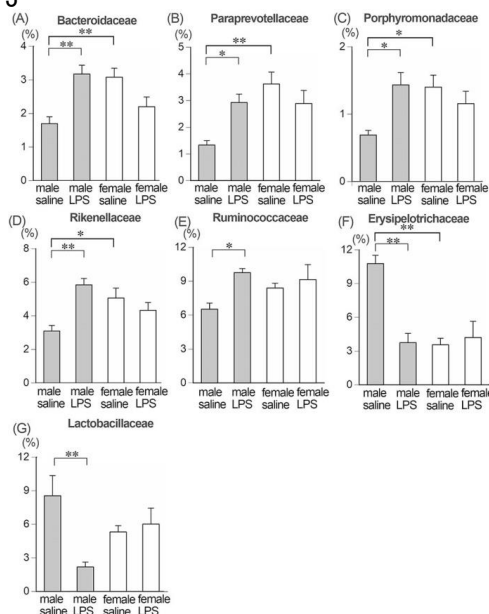 (A) Bacteroidaceae
(%)
**
**
4
3
2
1
0
male saline
male LPS
female saline
female LPS
(B) Paraprevotellaceae
(%)
**
*
5
4
3
2
1
0
male saline
male LPS
female saline
female LPS
(C) Porphyromonadaceae
(%)
*
*
2
1
0
male saline
male LPS
female saline
female LPS
(D) Rikenellaceae
(%)
*
**
8
6
4
2
0
male saline
male LPS
female saline
female LPS
(E) Ruminococcaceae
(%)
*
12
9
6
3
0
male saline
male LPS
female saline
female LPS
(F) Erysipelotrichaceae
(%)
**
**
12
9
6
3
0
male saline
male LPS
female saline
female LPS
(G) Lactobacillaceae
(%)
**
12
9
6
3
0
male saline
male LPS
female saline
female LPS